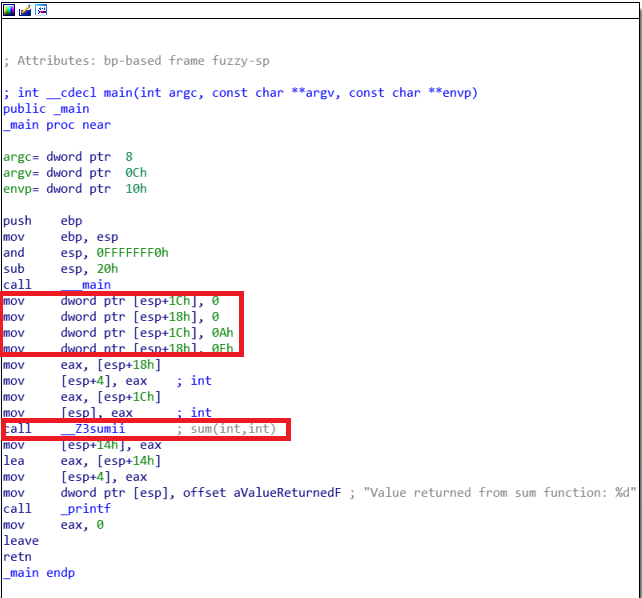 ; Attributes: bp-based frame fuzzy-sp
; int __cdecl main(int argc, const char **argv, const char **envp)
public _main
_main proc near
argc= dword ptr  8
argv= dword ptr  0Ch
envp= dword ptr  10h
push    ebp
mov     ebp, esp
and     esp, 0FFFFFFF0h
sub     esp, 20h
call    ___main
mov     dword ptr [esp+1Ch], 0
mov     dword ptr [esp+18h], 0
mov     dword ptr [esp+1Ch], 0Ah
mov     dword ptr [esp+18h], 0Fh
mov     eax, [esp+18h]
mov     [esp+4], eax    ; int
mov     eax, [esp+1Ch]
mov     [esp], eax      ; int
call    __Z3sumii       ; sum(int,int)
mov     [esp+14h], eax
lea     eax, [esp+14h]
mov     [esp+4], eax
mov     dword ptr [esp], offset aValueReturnedF ; "Value returned from sum function: %d"
call    _printf
mov     eax, 0
leave
retn
_main endp